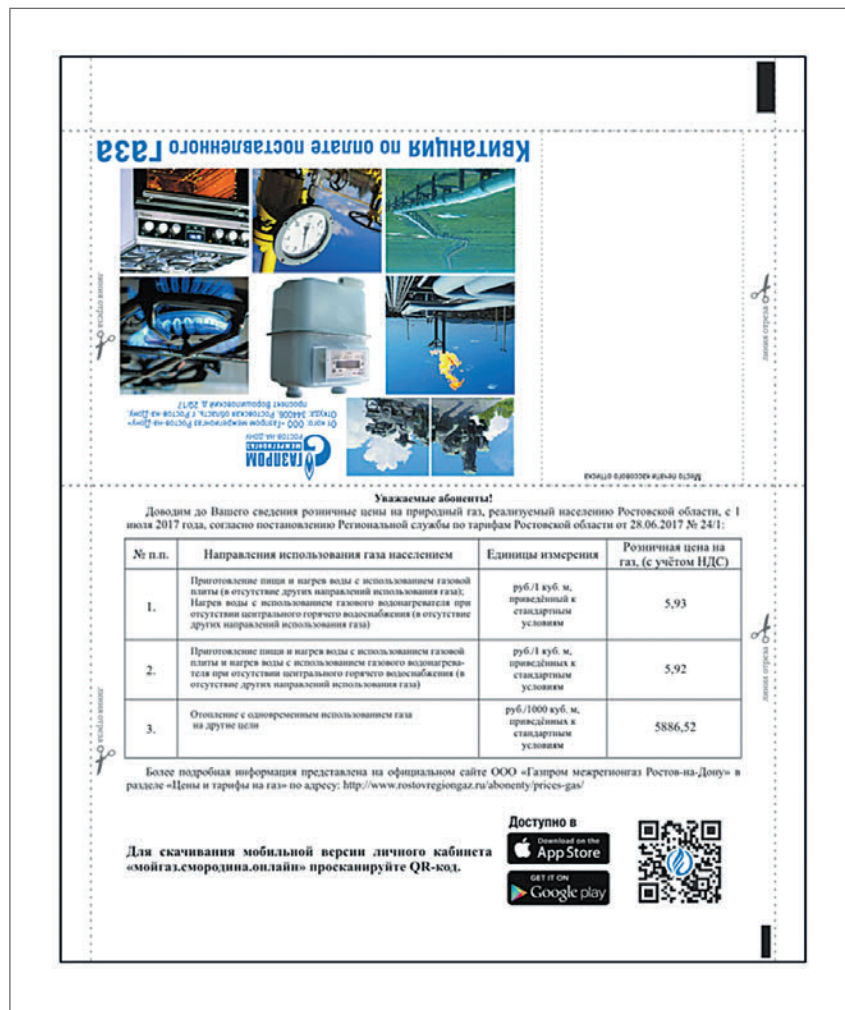 Квитанция по оплате поставленного Газа
линия отреза
линия отреза
ГАЗПРОМ
МЕЖРЕГИОНГАЗ
РОСТОВ-НА-ДОНУ
От кого: ООО «Газпром межрегионгаз Ростов-на-Дону»
Откуда: 344006, Ростовская область, г Ростов-на-Дону,
проспект Ворошиловский д. 20/17
Место печати кассового оттиска
Уважаемые абоненты!
Доводим до Вашего сведения розничные цены на природный газ, реализуемый населению Ростовской области, с 1
июля 2017 года, согласно постановлению Региональной службы по тарифам Ростовской области от 28.06.2017 № 24/1:
№ п.п.
Направления использования газа населением
Единицы измерения
Розничная цена на
газ, (с учётом НДС)
1.
Приготовление пищи и нагрев воды с использованием газовой
плиты (в отсутствие других направлений использования газа);
Нагрев воды с использованием газового водонагревателя при
отсутствии центрального горячего водоснабжения (в отсутствие
других направлений использования газа)
руб./1 куб. м,
приведённый к
стандартным
условиям
5,93
2.
Приготовление пищи и нагрев воды с использованием газовой
плиты и нагрев воды с использованием газового водонагрева-
теля при отсутствии центрального горячего водоснабжения (в
отсутствие других направлений использования газа)
руб./1 куб. м,
приведённых к
стандартным
условиям
5,92
3.
Отопление с одновременным использованием газа
на другие цели
руб./1000 куб. м,
приведённых к
стандартным
условиям
5886,52
линия отреза
линия отреза
Более подробная информация представлена на официальном сайте ООО «Газпром межрегионгаз Ростов-на-Дону» в
разделе «Цены и тарифы на газ» по адресу: http://www.rostovregiongaz.ru/abonenty/prices-gas/
Для скачивания мобильной версии личного кабинета
«мойгаз.смородина.онлайн» просканируйте QR-код.
Доступно в
Download on the
App Store
GET IT ON
Google play